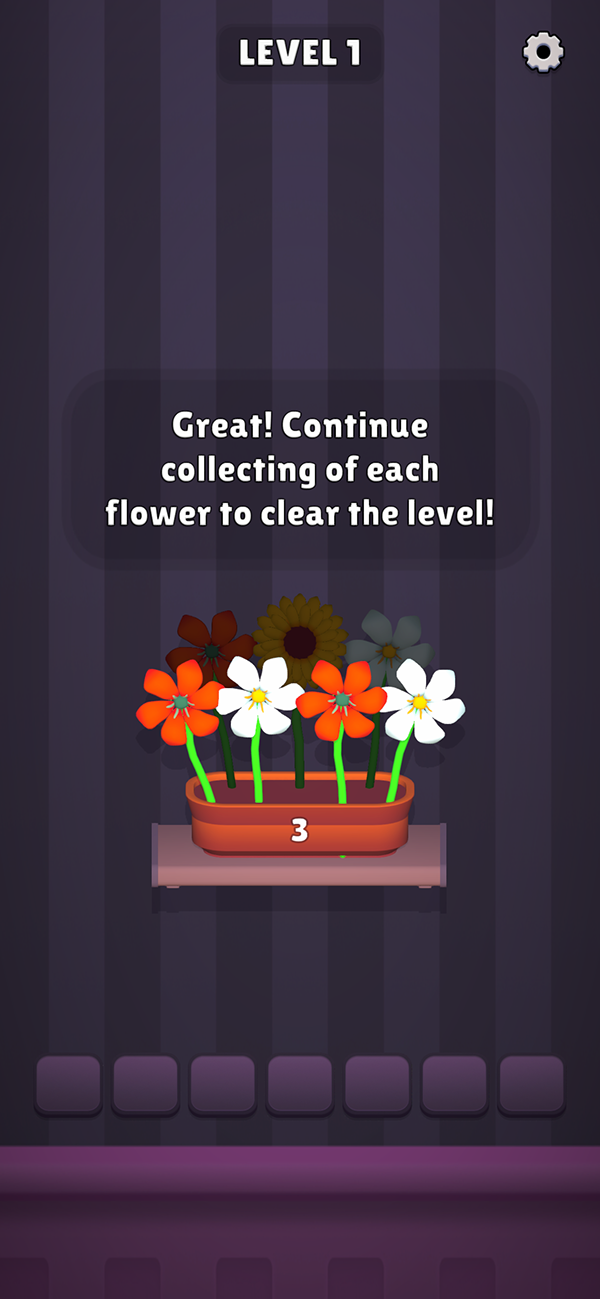 LEVEL 1
Great! Continue
collecting of each
flower to clear the level!
3